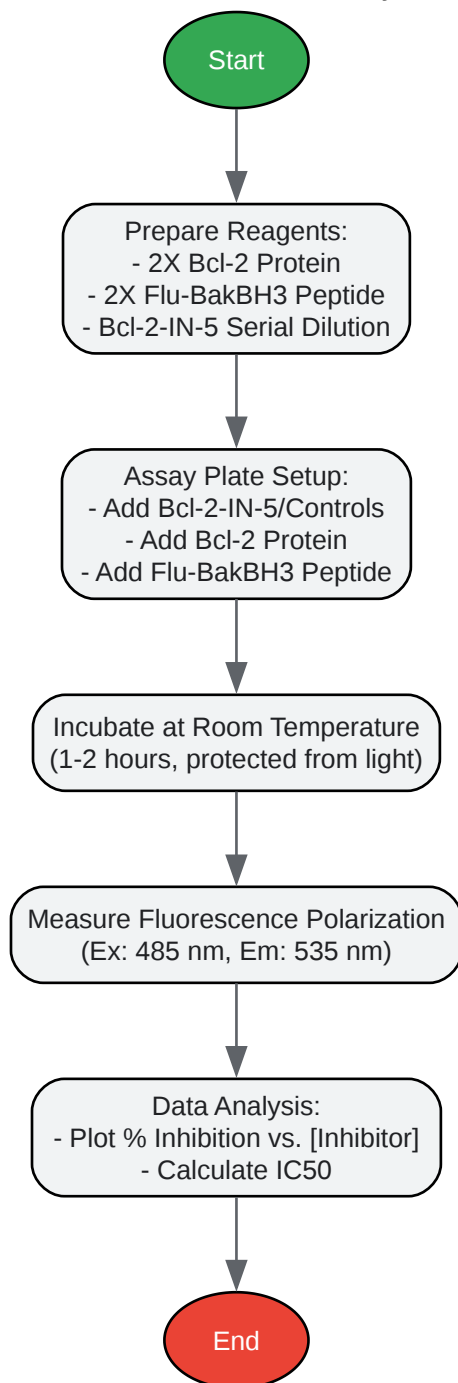 Start
Prepare Reagents:
- 2X Bcl-2 Protein
- 2X Flu-BakBH3 Peptide
- Bcl-2-IN-5 Serial Dilution
Assay Plate Setup:
- Add Bcl-2-IN-5/Controls
- Add Bcl-2 Protein
- Add Flu-BakBH3 Peptide
Incubate at Room Temperature
(1-2 hours, protected from light)
Measure Fluorescence Polarization
(Ex: 485 nm, Em: 535 nm)
Data Analysis:
- Plot % Inhibition vs. [Inhibitor]
- Calculate IC50
End